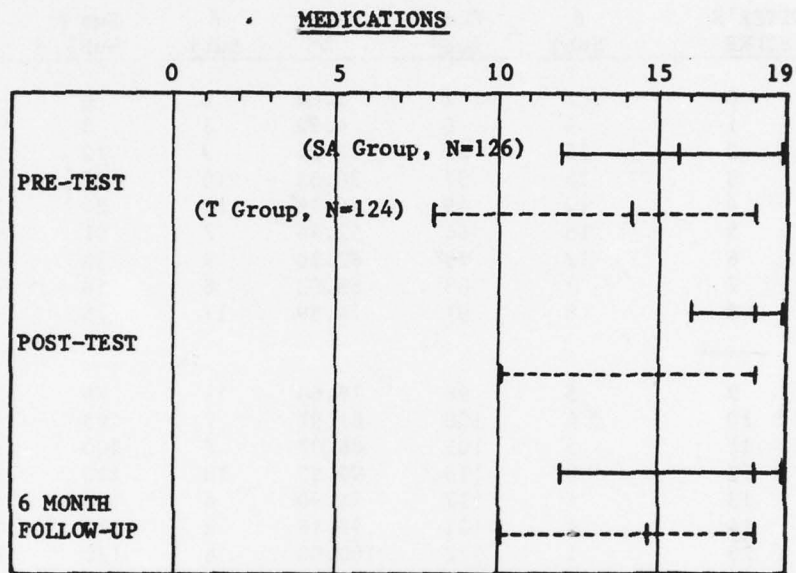 MEDICATIONS
0 5 10 15 19
(SA Group, N=126)
PRE-TEST
(T Group, N=124)
POST-TEST
6 MONTH
FOLLOW-UP